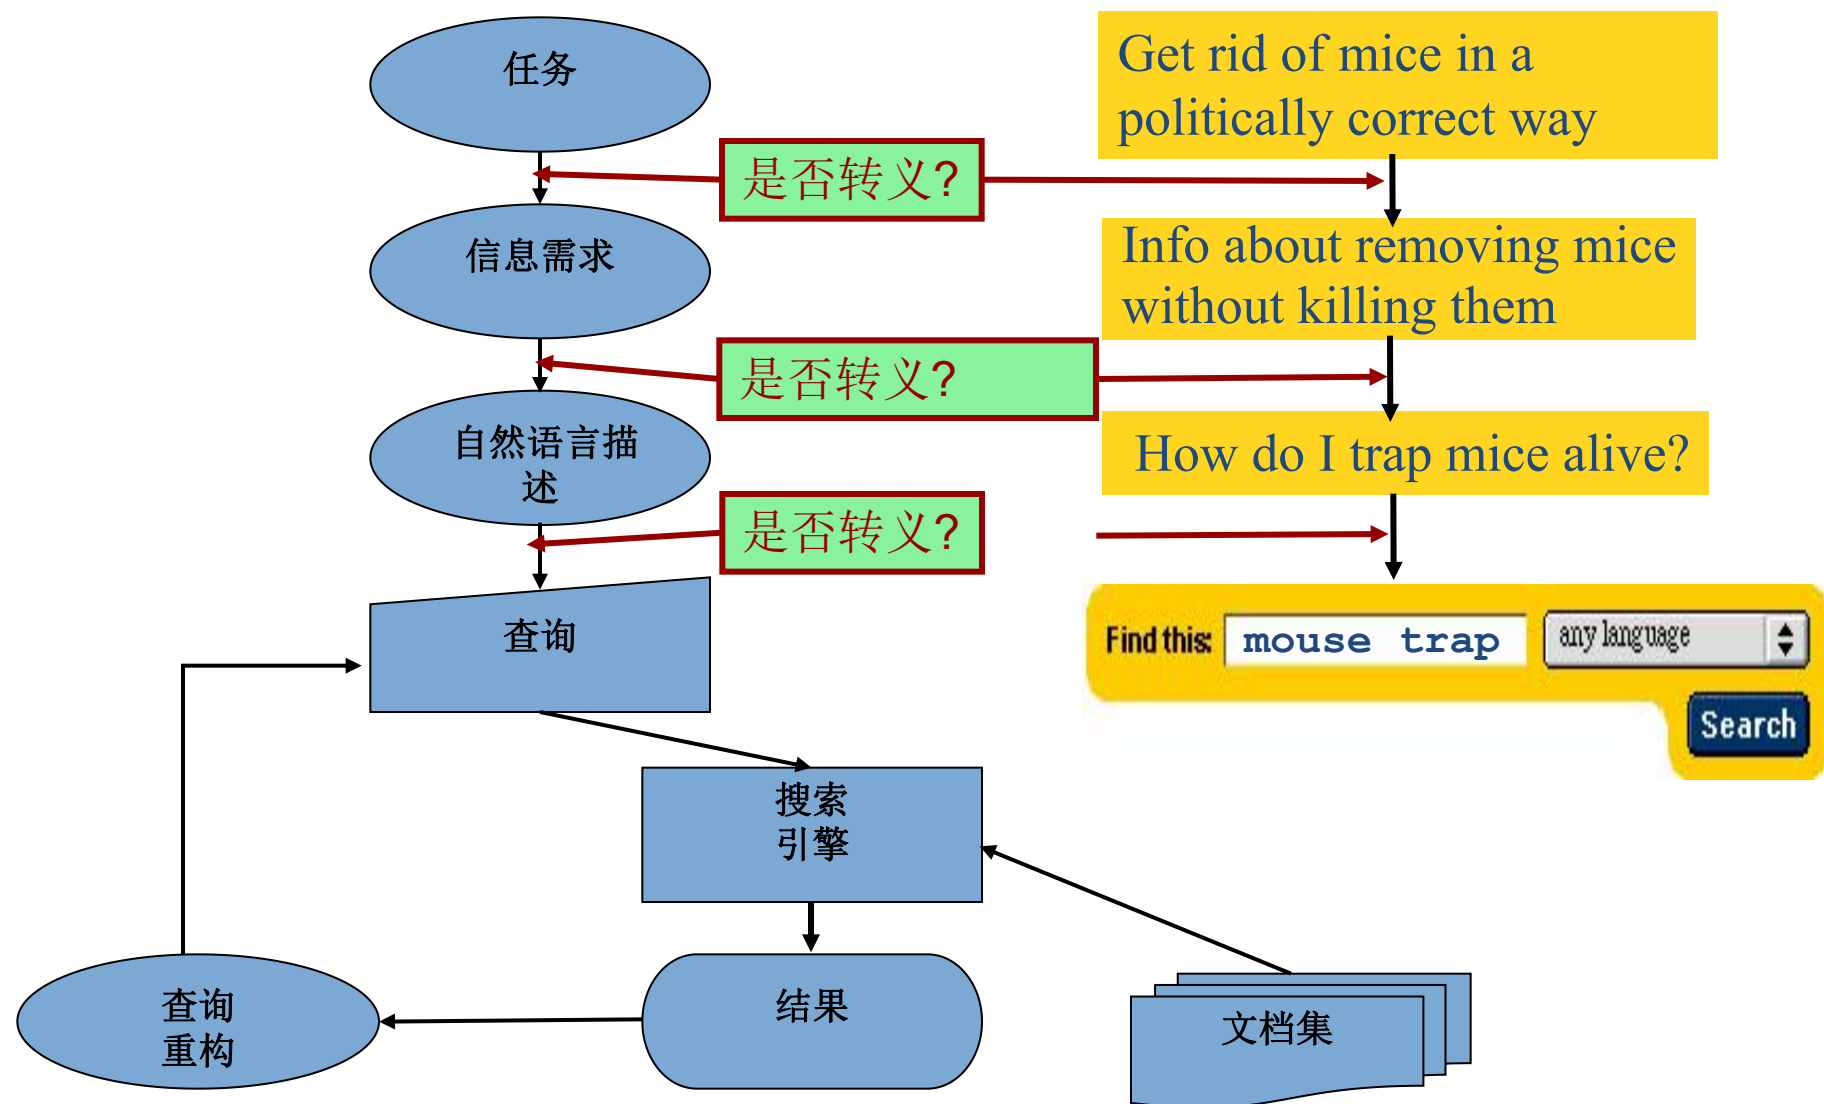 任务
Get rid of mice in a
politically correct way
是否转义?
信息需求
Info about removing mice
without killing them
是否转义?
自然语言描
述
How do I trap mice alive?
是否转义?
查询
Find this: mouse trap any language
Search
搜索
引擎
查询
重构
结果
文档集